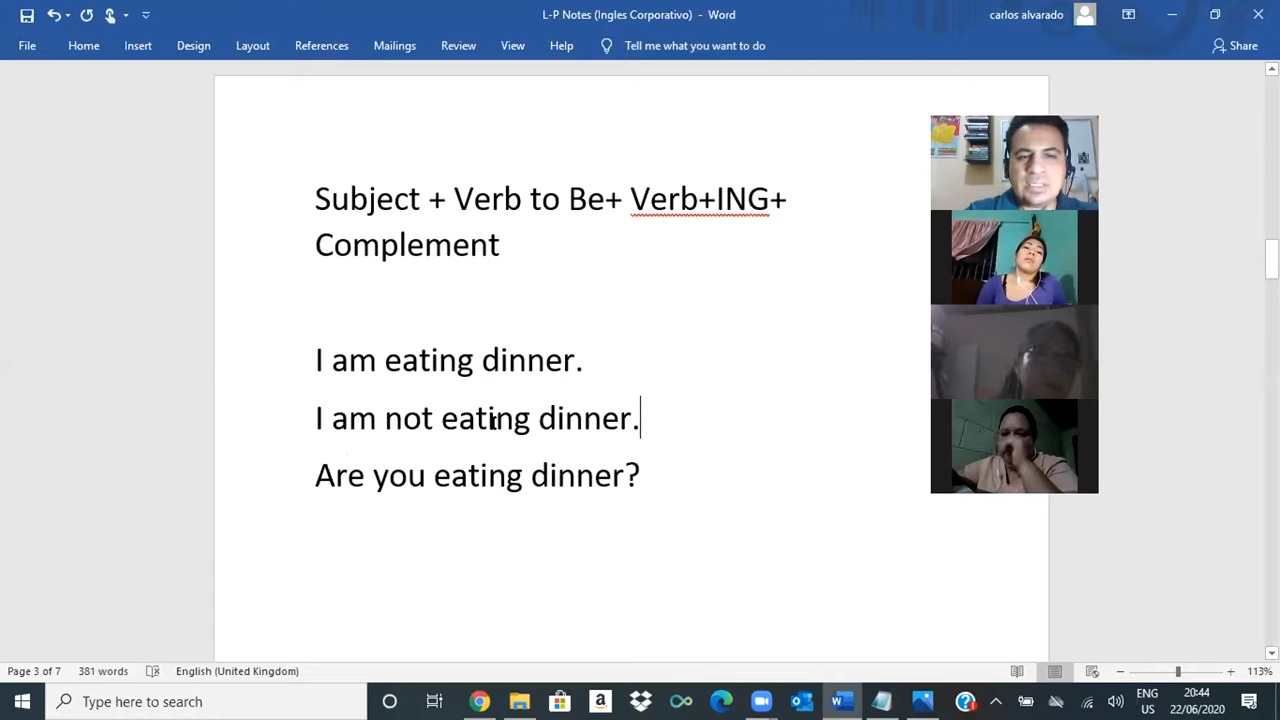 L-P Notes (Ingles Corporativo) - Word
carlos alvarado
File Home Insert Design Layout References Mailings Review View Help Tell me what you want to do Share
Subject + Verb to Be+ Verb+ING+
Complement
I am eating dinner.
I am not eating dinner.
Are you eating dinner?
Page 3 of 7 381 words English (United Kingdom) 113%
Type here to search
ENG 20:44
US 22/06/2020